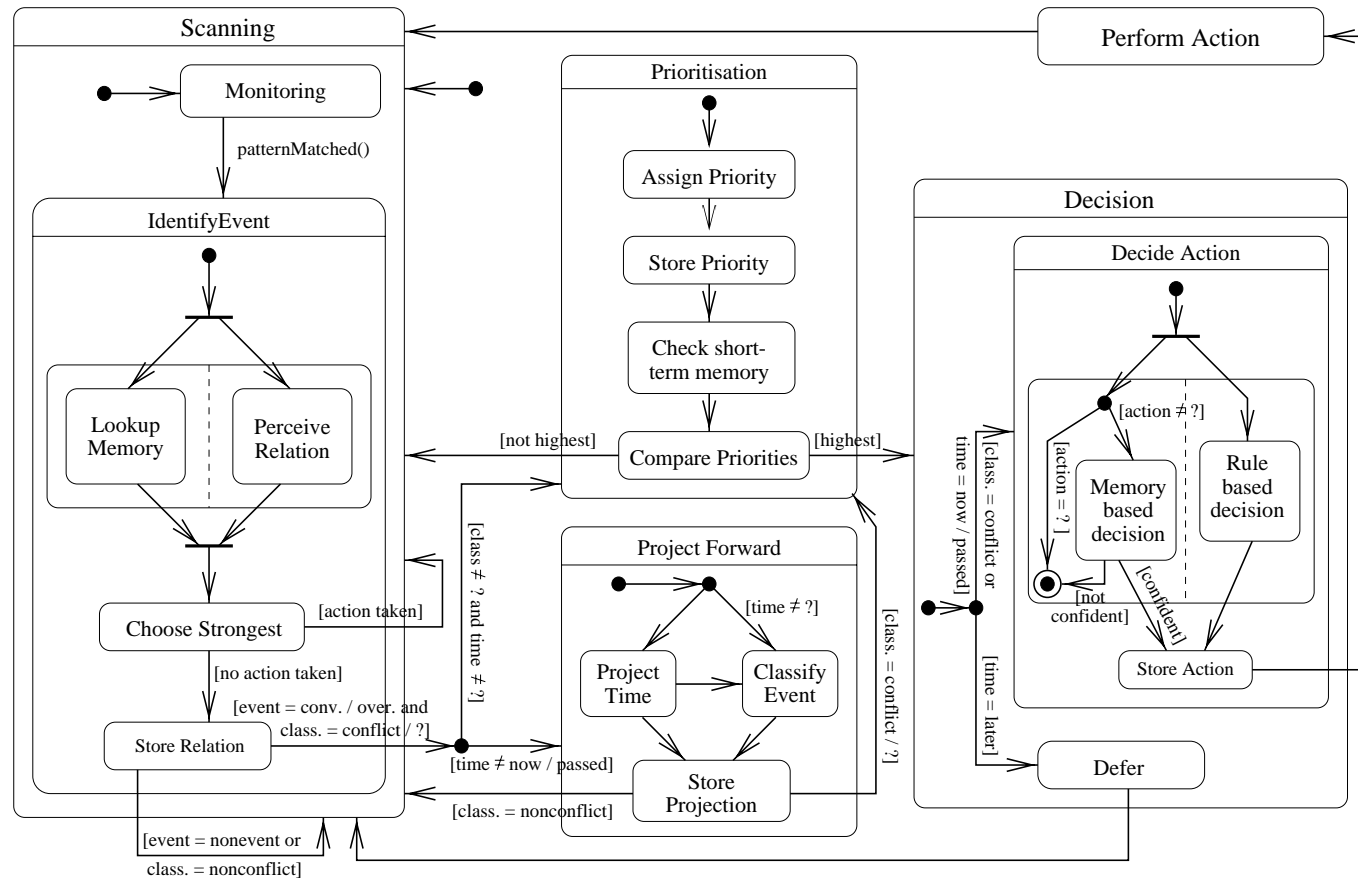 Scanning
Monitoring
patternMatched()
IdentifyEvent
Lookup
Memory
Perceive
Relation
Choose Strongest
[action taken]
[no action taken]
Store Relation
[event = conv. / over. and
class. = conflict / ?]
[event = nonevent or
class. = nonconflict]
Prioritisation
Assign Priority
Store Priority
Check short-
term memory
Compare Priorities
[not highest]
[highest]
[class ≠ ? and time ≠ ?]
[time ≠ now / passed]
Project Forward
[time ≠ ?]
Project
Time
Classify
Event
Store
Projection
[class. = nonconflict]
[class. = conflict / ?]
Perform Action
Decision
Decide Action
[action ≠ ?]
[action = ? ]
Memory
based
decision
Rule
based
decision
[not
confident]
[confident]
Store Action
[class. = conflict or
time = now / passed]
[time = later]
Defer